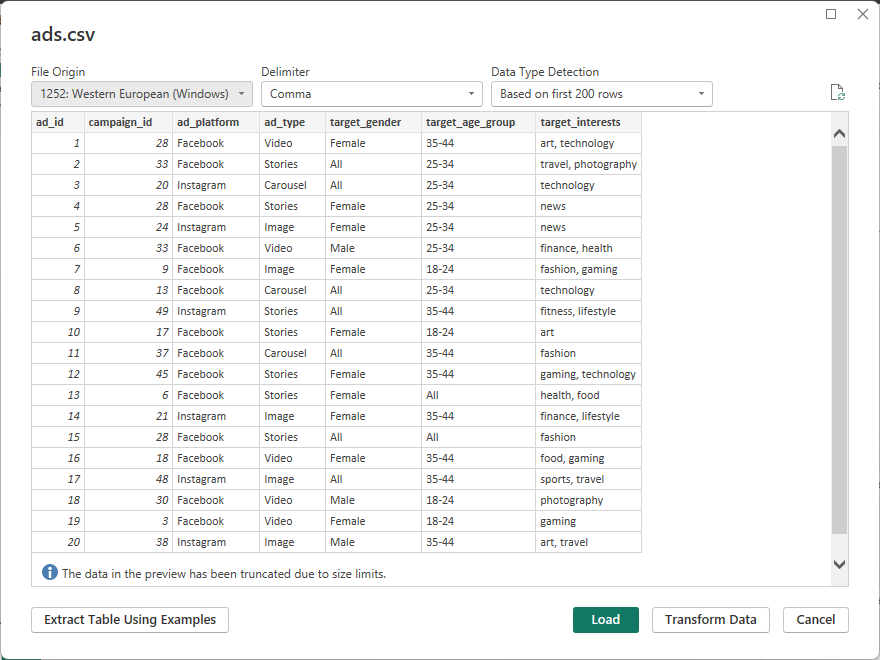 ads.csv
File Origin Delimiter Data Type Detection
1252: Western European (Windows) Comma Based on first 200 rows
ad_id campaign_id ad_platform ad_type target_gender target_age_group target_interests
1 28 Facebook Video Female 35-44 art, technology
2 33 Facebook Stories All 25-34 travel, photography
3 20 Instagram Carousel All 25-34 technology
4 28 Facebook Stories Female 25-34 news
5 24 Instagram Image Female 25-34 news
6 33 Facebook Video Male 25-34 finance, health
7 9 Facebook Image Female 18-24 fashion, gaming
8 13 Facebook Carousel All 25-34 technology
9 49 Instagram Stories All 35-44 fitness, lifestyle
10 17 Facebook Stories Female 18-24 art
11 37 Facebook Carousel All 35-44 fashion
12 45 Facebook Stories Female 35-44 gaming, technology
13 6 Facebook Stories Female All health, food
14 21 Instagram Image Female 35-44 finance, lifestyle
15 28 Facebook Stories All All fashion
16 18 Facebook Video Female 35-44 food, gaming
17 48 Instagram Image All 35-44 sports, travel
18 30 Facebook Video Male 18-24 photography
19 3 Facebook Video Female 18-24 gaming
20 38 Instagram Image Male 35-44 art, travel
The data in the preview has been truncated due to size limits.
Extract Table Using Examples Load Transform Data Cancel